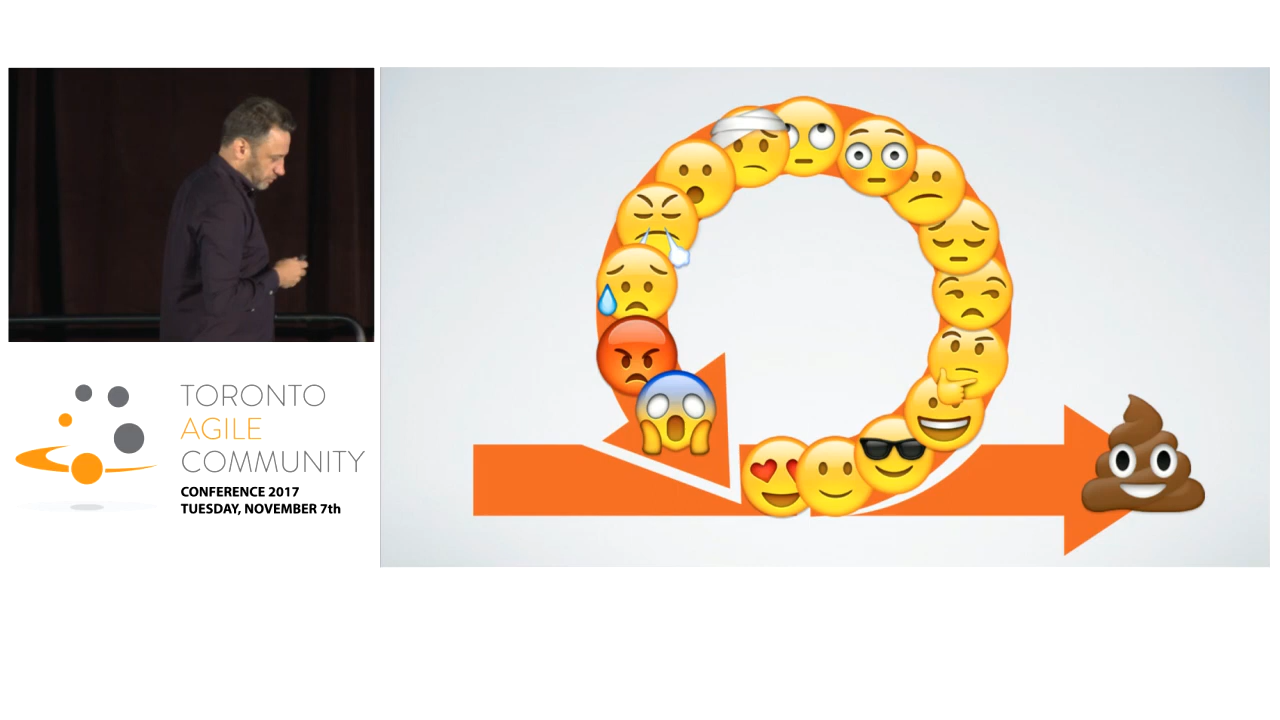 TORONTO
AGILE
COMMUNITY
CONFERENCE 2017
TUESDAY, NOVEMBER 7th